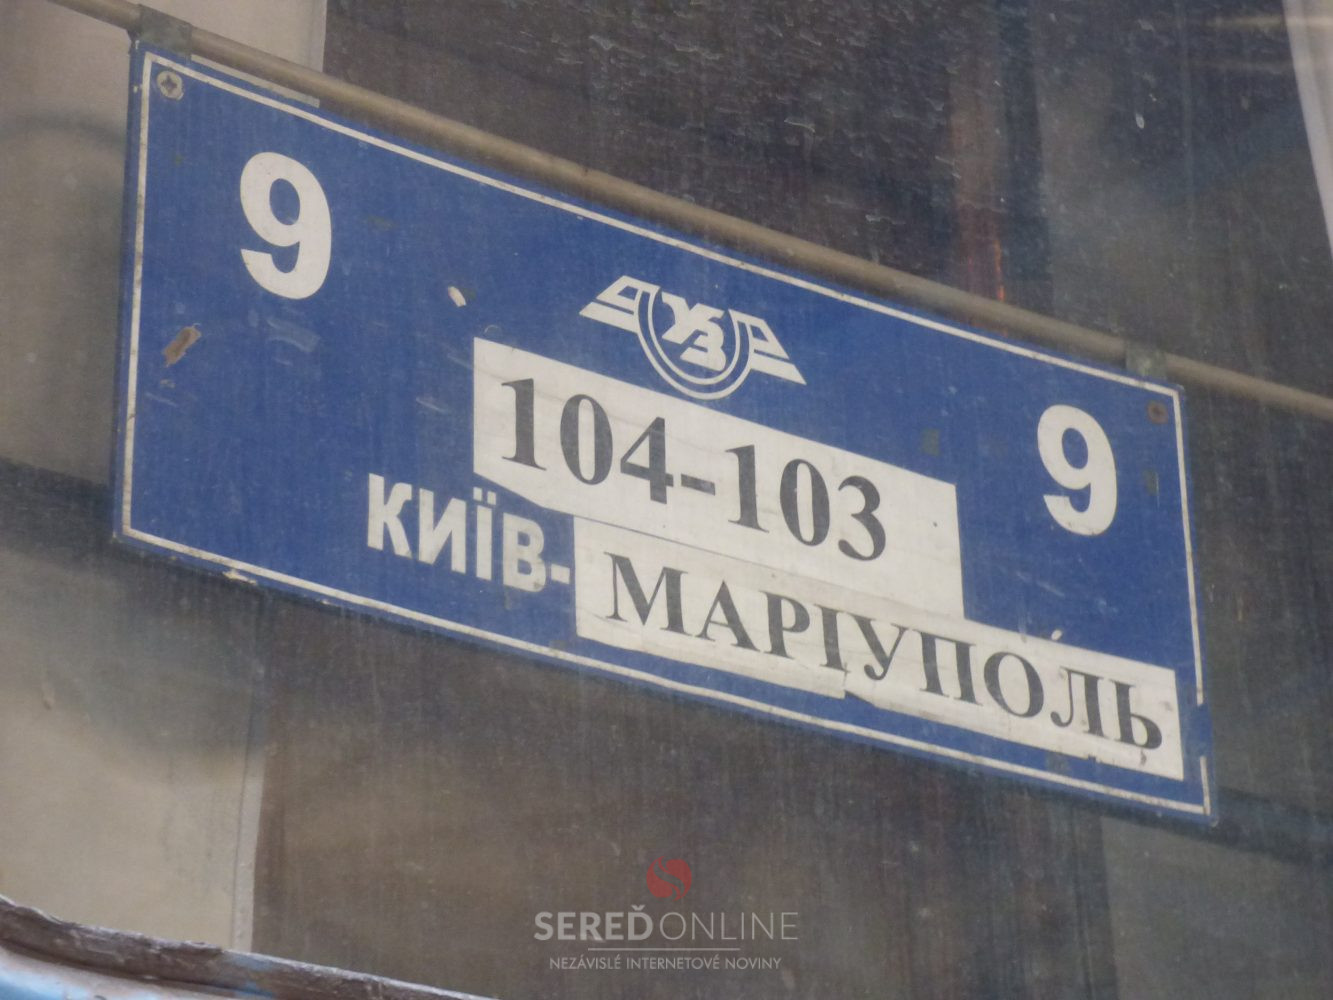 9 9
УЗ
104-103
КИЇВ-МАРІУПОЛЬ
SEREĎONLINE
NEZÁVISLÉ INTERNETOVÉ NOVINY